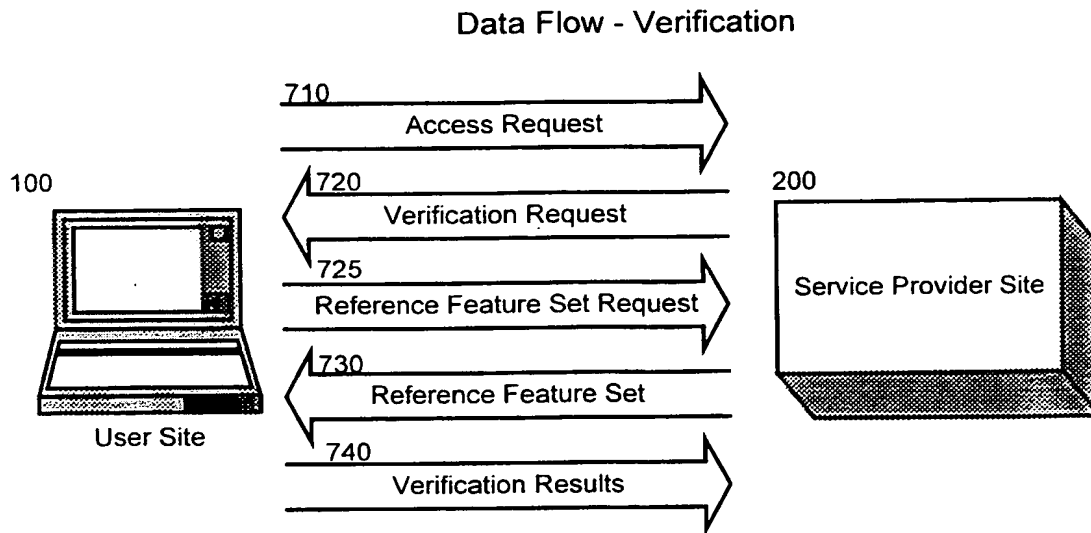 Data Flow - Verification
710
Access Request
100
720
200
Verification Request
725
Service Provider Site
Reference Feature Set Request
730
Reference Feature Set
User Site
740
Verification Results